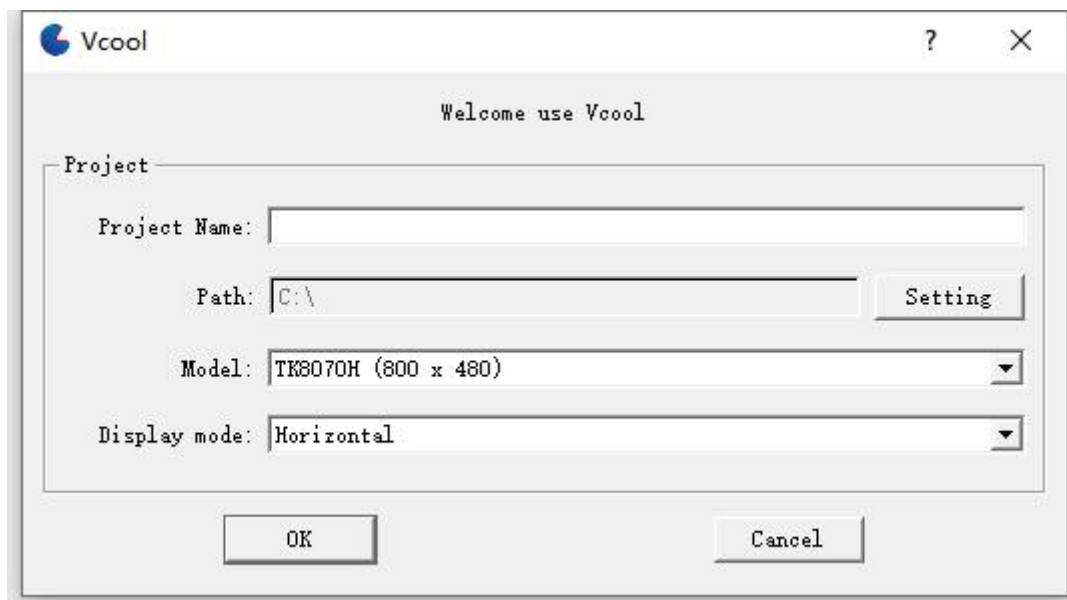 Vcool ?
Welcome use Vcool
Project
Project Name:
Path: C:\ Setting
Model: TK8070H (800 x 480)
Display mode: Horizontal
OK Cancel